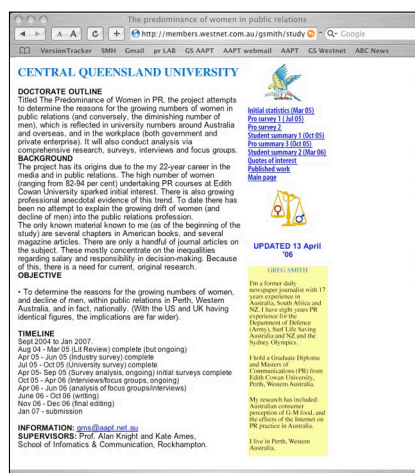 The predominance of women in public relations
A A
http://members.westnet.com.au/gsmith/study
Q- Google
VersionTracker SMH Gmail pr LAB GS AAPT AAPT webmail AAPT GS Westnet ABC News
CENTRAL QUEENSLAND UNIVERSITY
DOCTORATE OUTLINE
Titled The Predominance of Women in PR, the project attempts
to determine the reasons for the growing numbers of women in
public relations (and conversely, the diminishing number of
men), which is reflected in university numbers around Australia
and overseas, and in the workplace (both government and
private enterprise). It will also conduct analysis via
comprehensive research, surveys, interviews and focus groups.
BACKGROUND
The project has its origins due to the my 22-year career in the
media and in public relations. The high number of women
(ranging from 82-94 per cent) undertaking PR courses at Edith
Cowan University sparked initial interest. There is also growing
professional anecdotal evidence of this trend. To date there has
been no attempt to explain the growing drift of women (and
decline of men) into the public relations profession.
The only known material known to me (as of the beginning of the
study) are several chapters in American books, and several
magazine articles. There are only a handful of journal articles on
the subject. These mostly concentrate on the inequalities
regarding salary and responsibility in decision-making. Because
of this, there is a need for current, original research.
OBJECTIVE
• To determine the reasons for the growing numbers of women,
and decline of men, within public relations in Perth, Western
Australia, and in fact, nationally. (With the US and UK having
identical figures, the implications are far wider).
TIMELINE
Sept 2004 to Jan 2007.
Aug 04 - Mar 05 (Lit Review) complete (but ongoing)
Apr 05 - Jun 05 (Industry survey) complete
Jul 05 - Oct 05 (University survey) complete
Apr 05- Sep 05 (Survey analysis, ongoing) initial surveys complete
Oct 05 - Apr 06 (Interviews/focus groups, ongoing)
Apr 06 - Jun 06 (analysis of focus groups/interviews)
June 06 - Oct 06 (writing)
Nov 06 - Dec 06 (final editing)
Jan 07 - submission
INFORMATION: gms@aapt.net.au
SUPERVISORS: Prof. Alan Knight and Kate Ames,
School of Infomatics & Communication, Rockhampton.
Initial statistics (Mar 05)
Pro survey 1 ( Jul 05)
Pro survey 2
Student summary 1 (Oct 05)
Pro summary 3 (Oct 05)
Student summary 2 (Mar 06)
Quotes of interest
Published work
Main page
UPDATED 13 April
'06
GREG SMITH
I'm a former daily
newspaper journalist with 17
years experience in
Australia, South Africa and
NZ. I have eight years PR
experience for the
Department of Defence
(Army), Surf Life Saving
Australia and NZ and the
Sydney Olympics.
I hold a Graduate Diploma
and Masters of
Communications (PR) from
Edith Cowan University,
Perth, Western Australia.
My research has included:
Australian consumer
perception of G-M food, and
the effects of the Internet on
PR practice in Australia.
I live in Perth, Western
Australia.